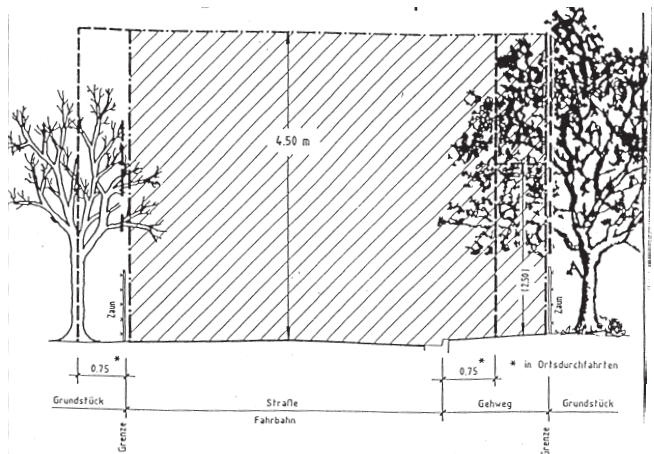 4.50 m
(2.50)
Zaun
Zaun
*
0.75
*
0.75
* in Ortsdurchfahrten
Grundstück
Straße
Gehweg
Grundstück
Fahrbahn
Grenze
Grenze